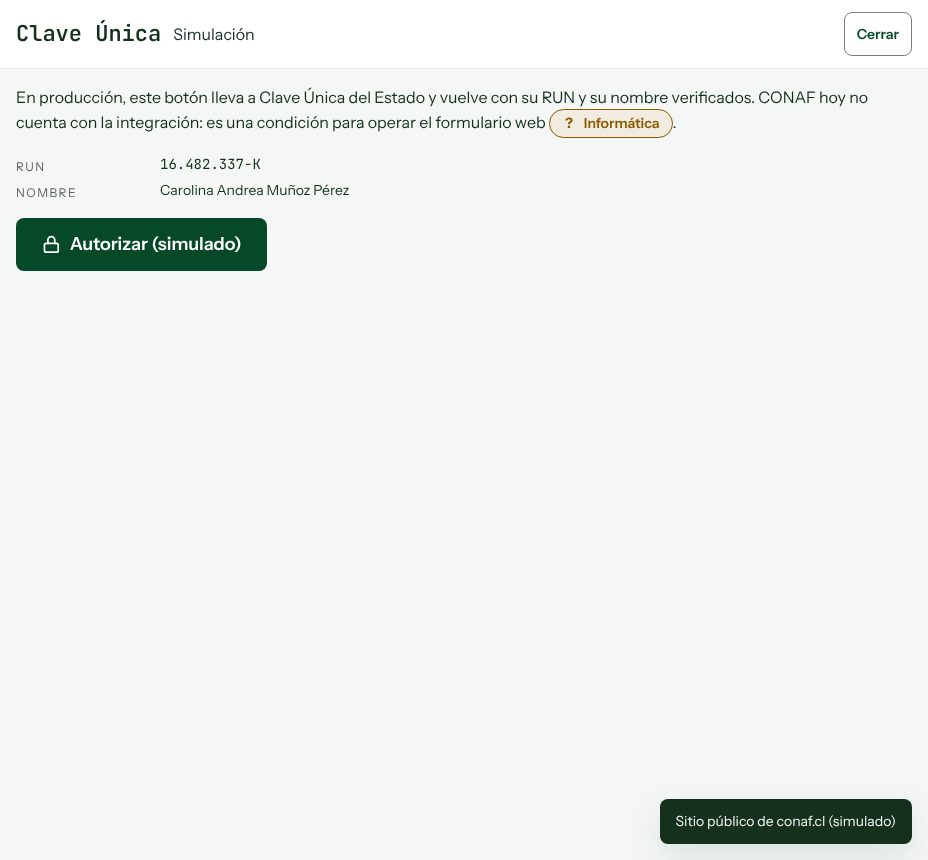 Clave Única Simulación
Cerrar
En producción, este botón lleva a Clave Única del Estado y vuelve con su RUN y su nombre verificados. CONAF hoy no
cuenta con la integración: es una condición para operar el formulario web ? Informática.
RUN 16.482.337-K
NOMBRE Carolina Andrea Muñoz Pérez
Autorizar (simulado)
Sitio público de conaf.cl (simulado)